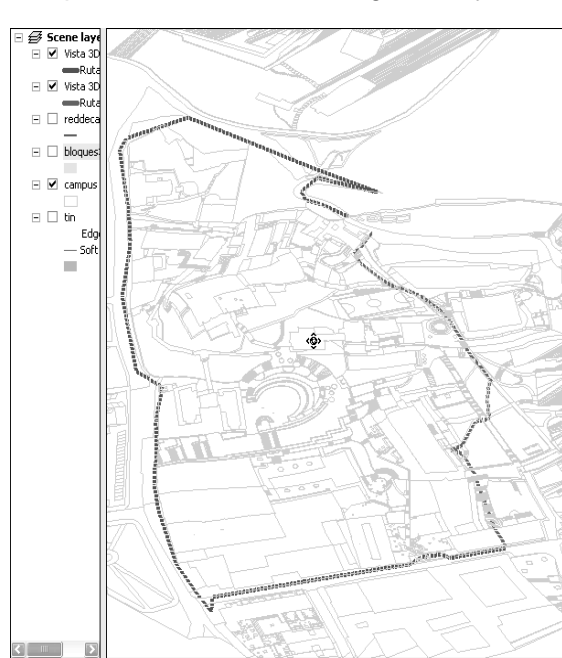 Scene laye
Vista 3D
Ruta
Vista 3D
Ruta
reddeca
bloques
campus
tin
Edge
Soft